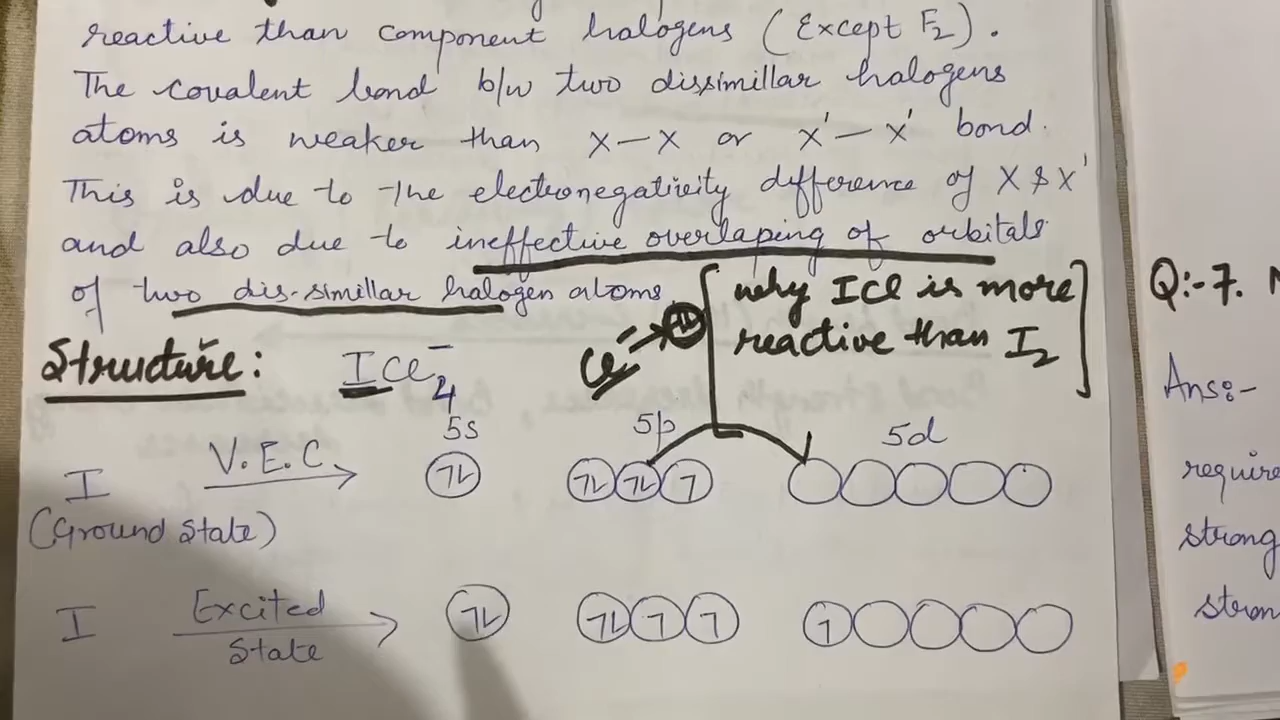 reactive than component halogens (Except F2).
The covalent bond b/w two dissimillar halogens
atoms is weaker than X-X or X'-X' bond.
This is due to the electronegativity difference of X & X'
and also due to ineffective overlaping of orbitals
of two dis-simillar halogen atoms
[why ICl is more
reactive than I2]
Structure: ICl4-
Cl
5s 5p 5d
I V.E.C
(Ground State)
I Excited
State
Q:-7.
Ans:-
require
strong
stron